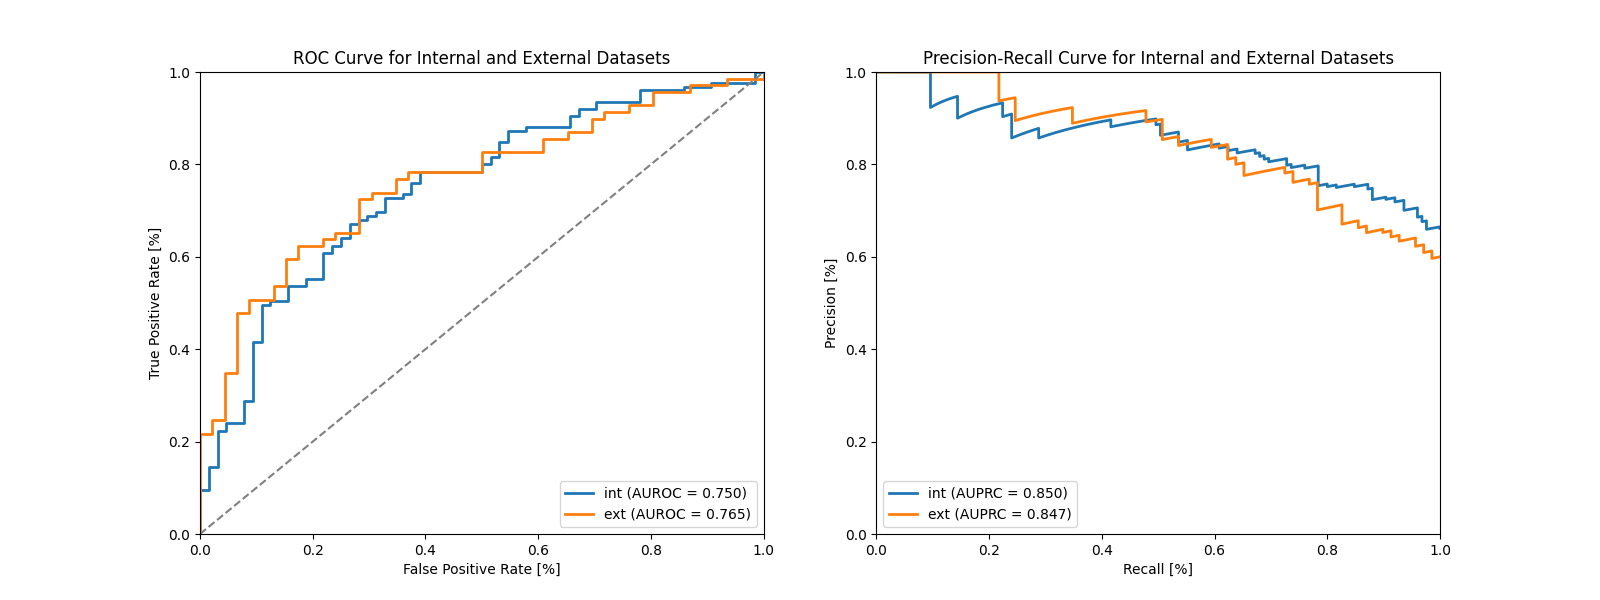 ROC Curve for Internal and External Datasets
1.0
0.8
0.6
0.4
0.2
0.0
True Positive Rate [%]
int (AUROC = 0.750)
ext (AUROC = 0.765)
0.0 0.2 0.4 0.6 0.8 1.0
False Positive Rate [%]
Precision-Recall Curve for Internal and External Datasets
1.0
0.8
0.6
0.4
0.2
0.0
Precision [%]
int (AUPRC = 0.850)
ext (AUPRC = 0.847)
0.0 0.2 0.4 0.6 0.8 1.0
Recall [%]